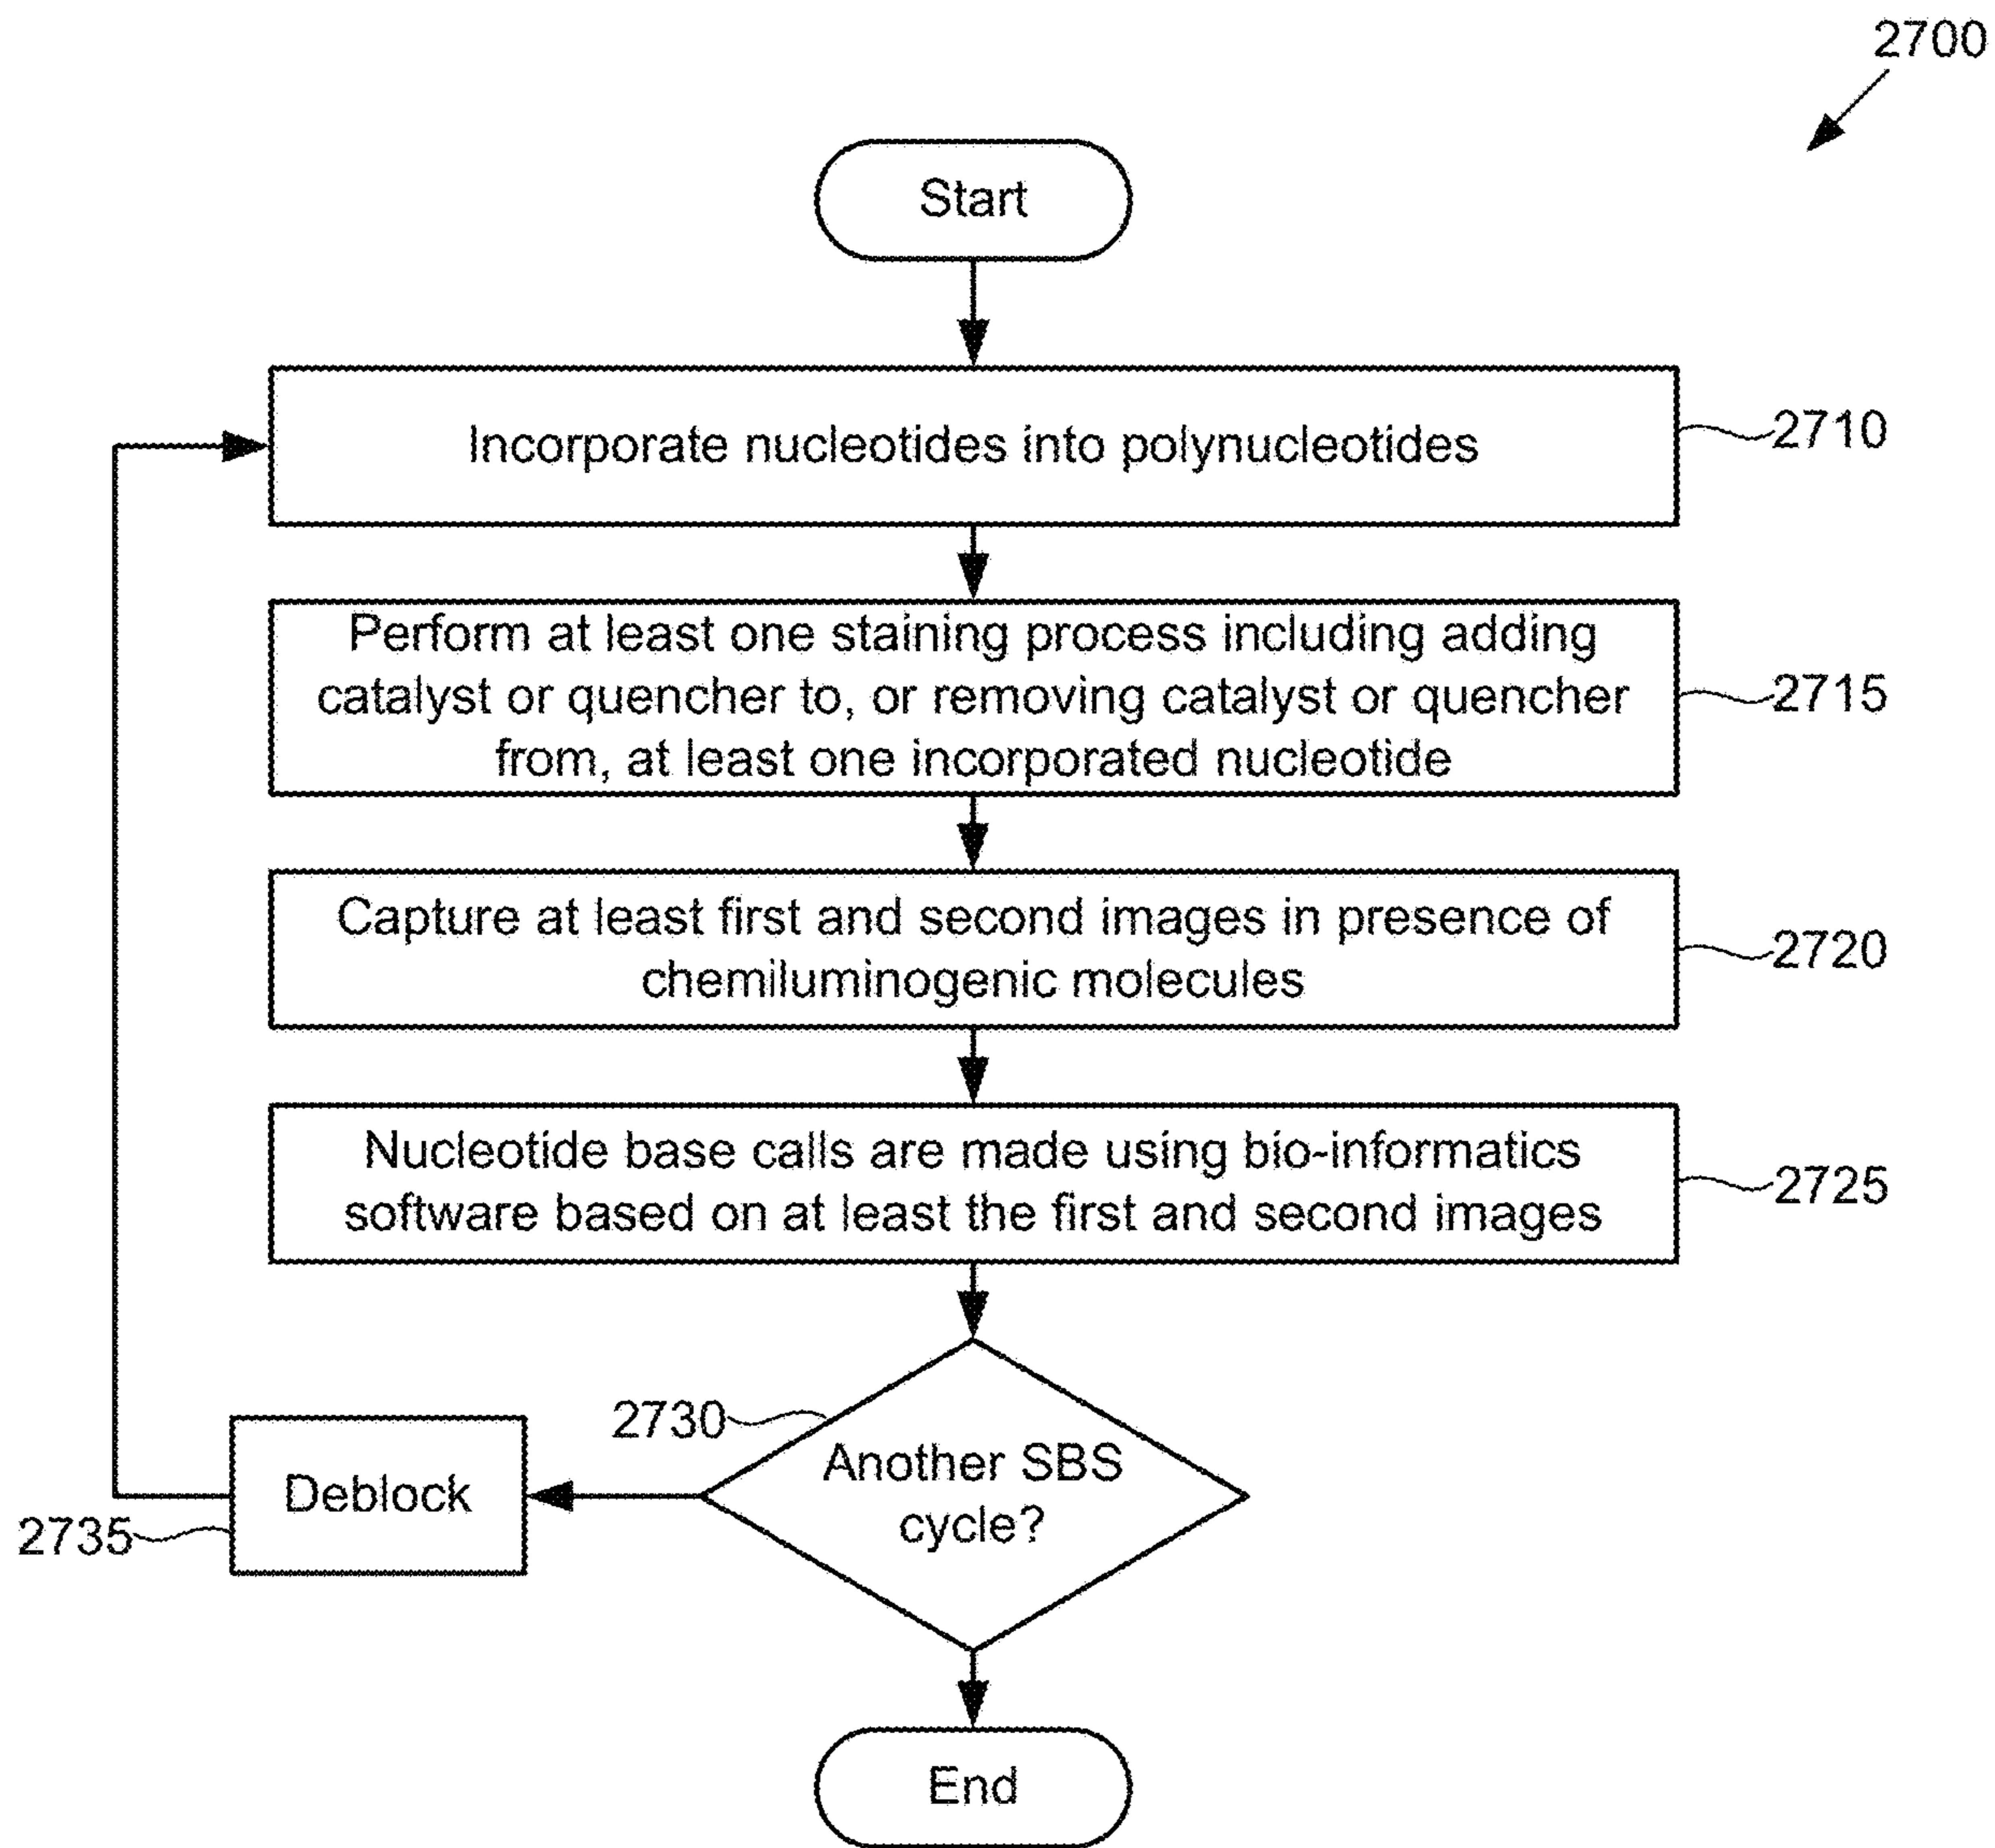 2700
Start
Incorporate nucleotides into polynucleotides
2710
Perform at least one staining process including adding
catalyst or quencher to, or removing catalyst or quencher
from, at least one incorporated nucleotide
2715
Capture at least first and second images in presence of
chemiluminogenic molecules
2720
Nucleotide base calls are made using bio-informatics
software based on at least the first and second images
2725
2730
Another SBS
cycle?
Deblock
2735
End